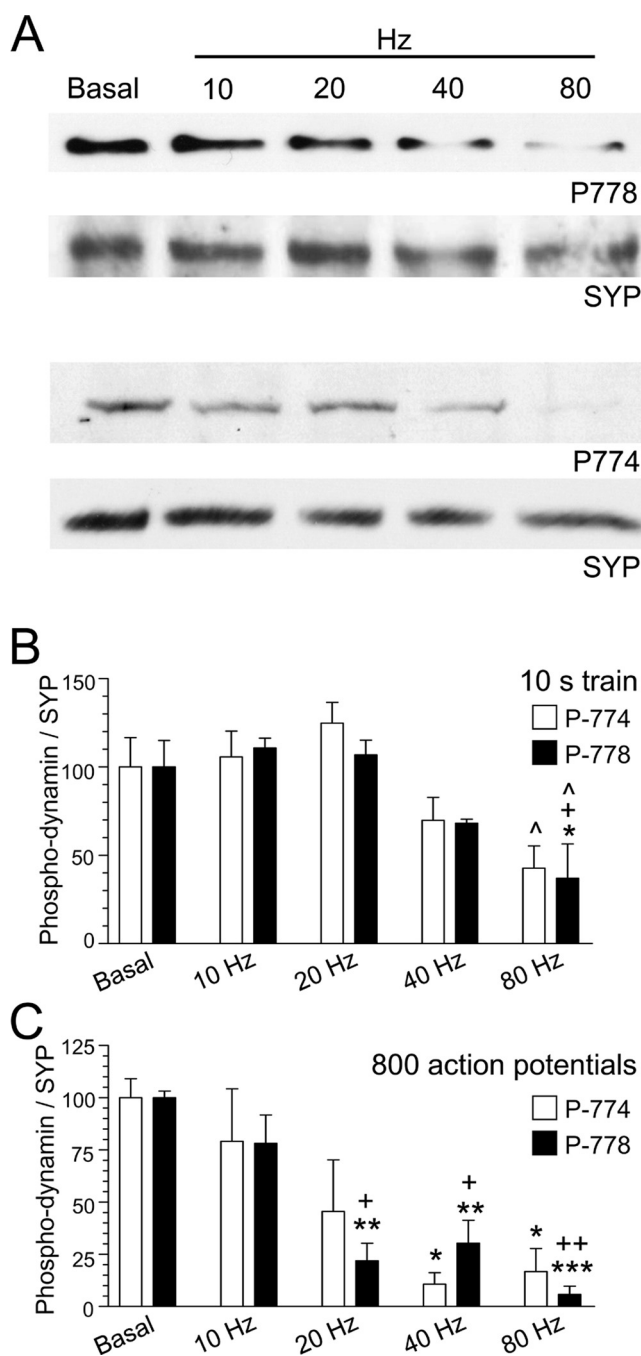 A
Hz
Basal 10 20 40 80
P778
SYP
P774
SYP
B
Phospho-dynamin / SYP
150
100
50
0
10 s train
P-774
P-778
^
^
+
*
Basal 10 Hz 20 Hz 40 Hz 80 Hz
C
Phospho-dynamin / SYP
125
100
75
50
25
0
800 action potentials
P-774
P-778
+
**
*
+
**
*
++
***
Basal 10 Hz 20 Hz 40 Hz 80 Hz